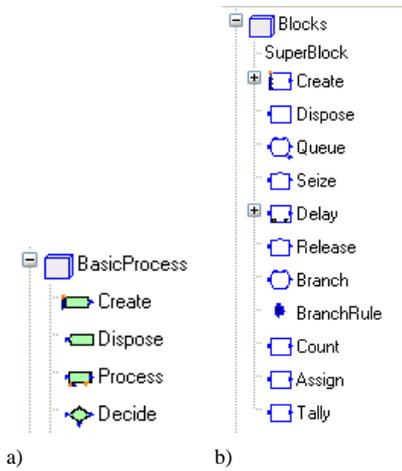 BasicProcess
Create
Dispose
Process
Decide
a)
Blocks
SuperBlock
Create
Dispose
Queue
Seize
Delay
Release
Branch
BranchRule
Count
Assign
Tally
b)